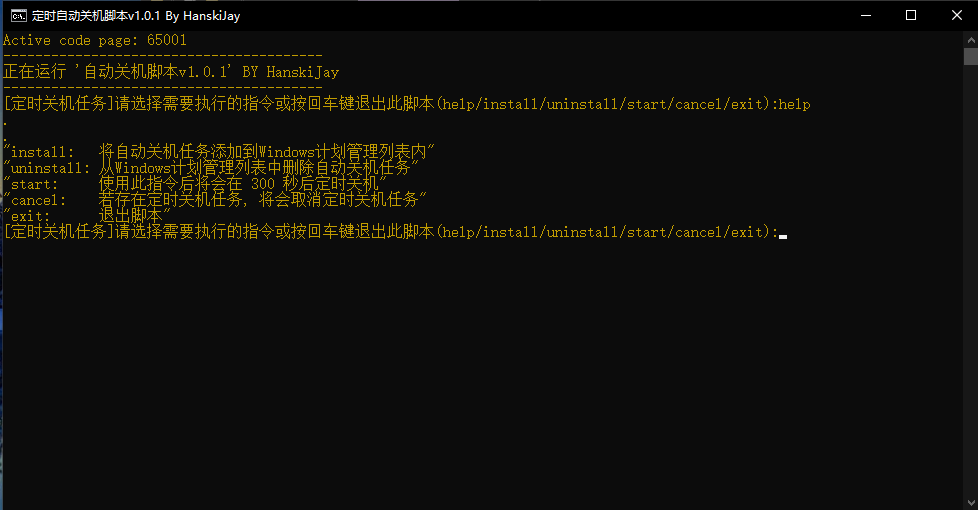 定时自动关机脚本v1.0.1 By HanskiJay
Active code page: 65001
----------------------------------------
正在运行 '自动关机脚本v1.0.1' BY HanskiJay
----------------------------------------
[定时关机任务]请选择需要执行的指令或按回车键退出此脚本(help/install/uninstall/start/cancel/exit):help
.
.
"install:   将自动关机任务添加到Windows计划管理列表内"
"uninstall: 从Windows计划管理列表中删除自动关机任务"
"start:     使用此指令后将会在 300 秒后定时关机"
"cancel:    若存在定时关机任务, 将会取消定时关机任务"
"exit:      退出脚本"
[定时关机任务]请选择需要执行的指令或按回车键退出此脚本(help/install/uninstall/start/cancel/exit):